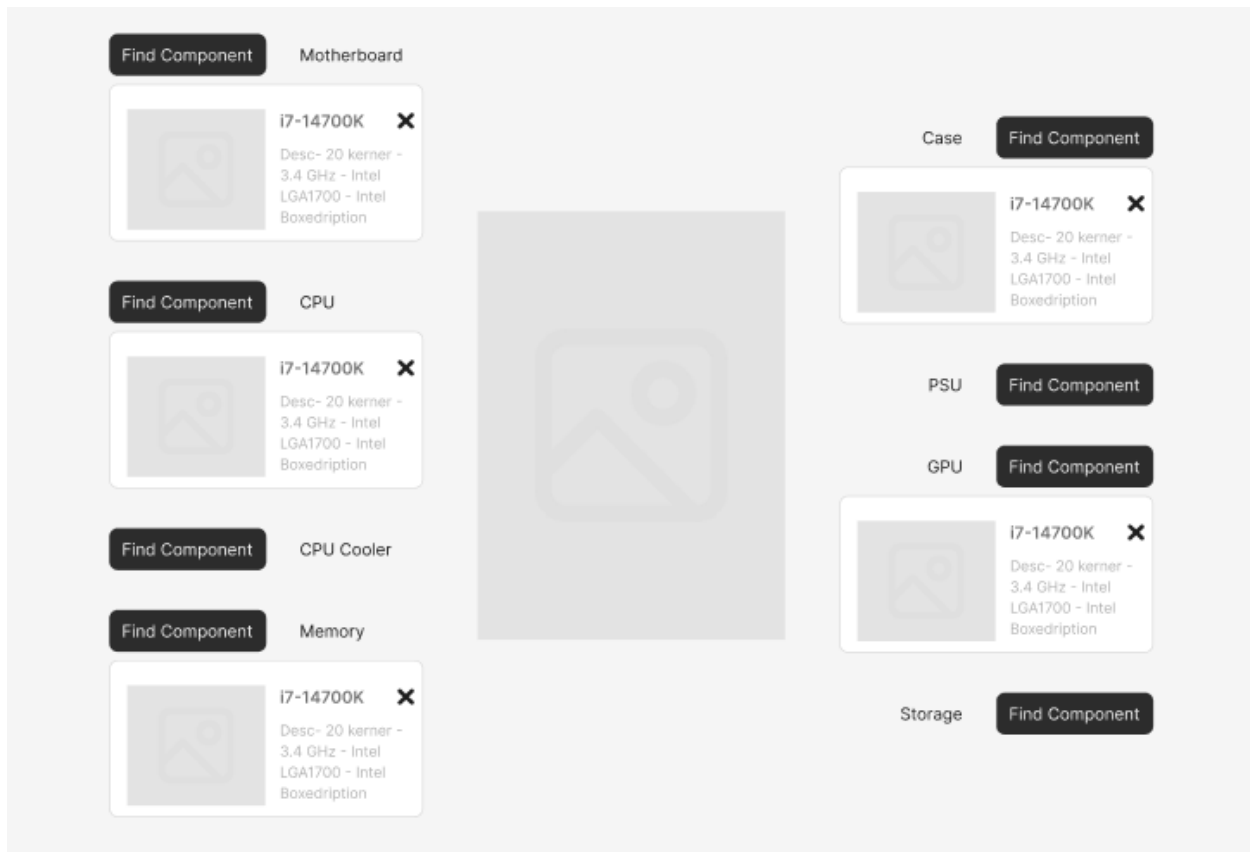 Find Component Motherboard
i7-14700K
Desc- 20 kerner -
3.4 GHz - Intel
LGA1700 - Intel
Boxedription
Find Component CPU
i7-14700K
Desc- 20 kerner -
3.4 GHz - Intel
LGA1700 - Intel
Boxedription
Find Component CPU Cooler
Find Component Memory
i7-14700K
Desc- 20 kerner -
3.4 GHz - Intel
LGA1700 - Intel
Boxedription
Case Find Component
i7-14700K
Desc- 20 kerner -
3.4 GHz - Intel
LGA1700 - Intel
Boxedription
PSU Find Component
GPU Find Component
i7-14700K
Desc- 20 kerner -
3.4 GHz - Intel
LGA1700 - Intel
Boxedription
Storage Find Component